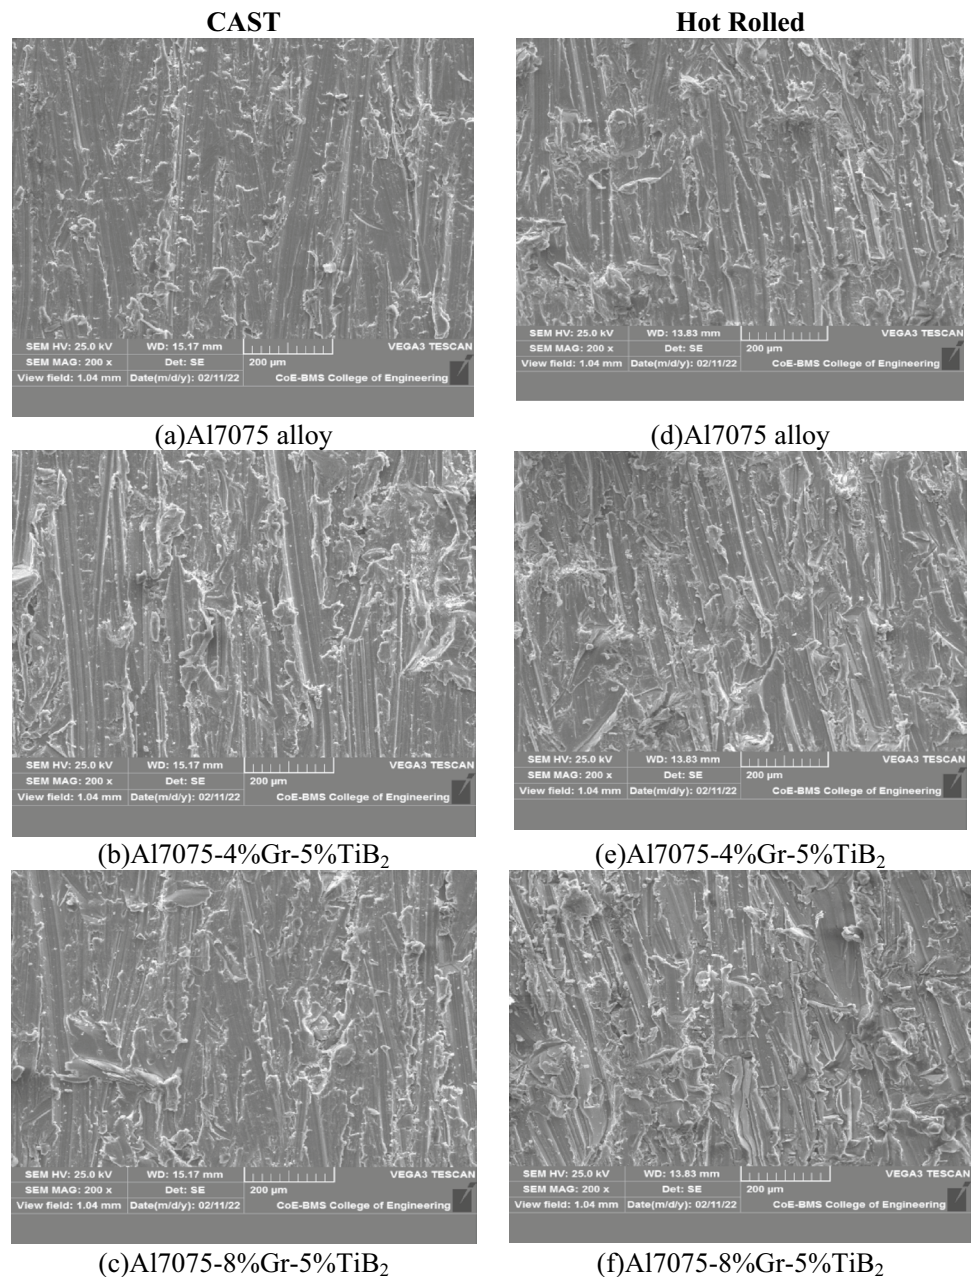 CAST Hot Rolled
SEM HV: 25.0 kV WD: 15.17 mm VEGA3 TESCAN
SEM MAG: 200 x Det: SE 200 µm
View field: 1.04 mm Date(m/d/y): 02/11/22 CoE-BMS College of Engineering
SEM HV: 25.0 kV WD: 13.83 mm VEGA3 TESCAN
SEM MAG: 200 x Det: SE 200 µm
View field: 1.04 mm Date(m/d/y): 02/11/22 CoE-BMS College of Engineering
(a)Al7075 alloy (d)Al7075 alloy
SEM HV: 25.0 kV WD: 15.17 mm VEGA3 TESCAN
SEM MAG: 200 x Det: SE 200 µm
View field: 1.04 mm Date(m/d/y): 02/11/22 CoE-BMS College of Engineering
SEM HV: 25.0 kV WD: 13.83 mm VEGA3 TESCAN
SEM MAG: 200 x Det: SE 200 µm
View field: 1.04 mm Date(m/d/y): 02/11/22 CoE-BMS College of Engineering
(b)Al7075-4%Gr-5%TiB₂ (e)Al7075-4%Gr-5%TiB₂
SEM HV: 25.0 kV WD: 15.17 mm VEGA3 TESCAN
SEM MAG: 200 x Det: SE 200 µm
View field: 1.04 mm Date(m/d/y): 02/11/22 CoE-BMS College of Engineering
SEM HV: 25.0 kV WD: 13.83 mm VEGA3 TESCAN
SEM MAG: 200 x Det: SE 200 µm
View field: 1.04 mm Date(m/d/y): 02/11/22 CoE-BMS College of Engineering
(c)Al7075-8%Gr-5%TiB₂ (f)Al7075-8%Gr-5%TiB₂